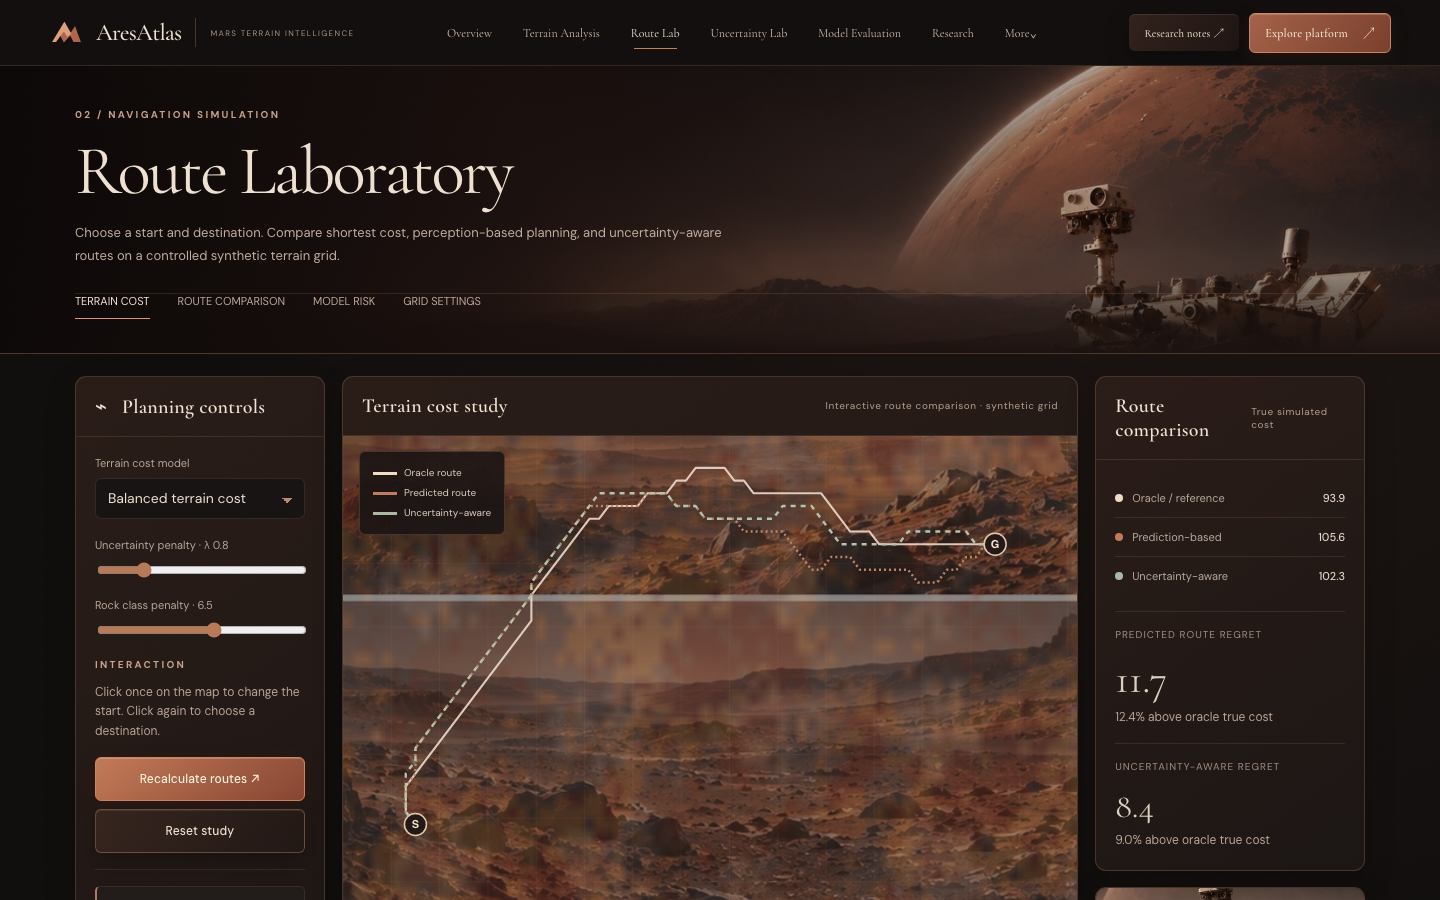 AresAtlas
MARS TERRAIN INTELLIGENCE
Overview
Terrain Analysis
Route Lab
Uncertainty Lab
Model Evaluation
Research
More
Research notes ↗
Explore platform ↗
02 / NAVIGATION SIMULATION
Route Laboratory
Choose a start and destination. Compare shortest cost, perception-based planning, and uncertainty-aware
routes on a controlled synthetic terrain grid.
TERRAIN COST
ROUTE COMPARISON
MODEL RISK
GRID SETTINGS
Planning controls
Terrain cost model
Balanced terrain cost
Uncertainty penalty · λ 0.8
Rock class penalty · 6.5
INTERACTION
Click once on the map to change the
start. Click again to choose a
destination.
Recalculate routes ↗
Reset study
Terrain cost study
Interactive route comparison · synthetic grid
Oracle route
Predicted route
Uncertainty-aware
G
S
Route
comparison
True simulated
cost
Oracle / reference 93.9
Prediction-based 105.6
Uncertainty-aware 102.3
PREDICTED ROUTE REGRET
11.7
12.4% above oracle true cost
UNCERTAINTY-AWARE REGRET
8.4
9.0% above oracle true cost